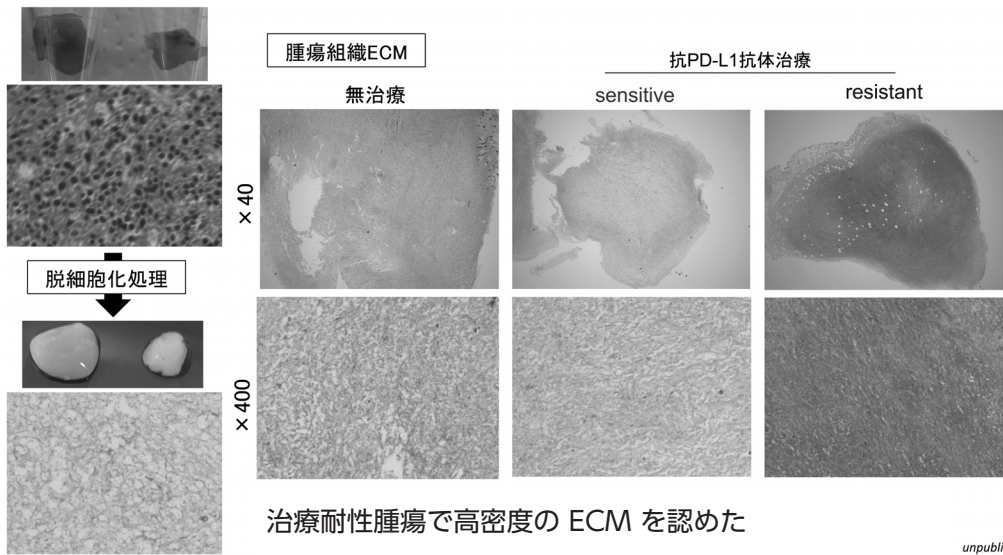 腫瘍組織ECM
抗PD-L1抗体治療
無治療
sensitive
resistant
×40
脱細胞化処理
×400
治療耐性腫瘍で高密度の ECM を認めた
unpubli